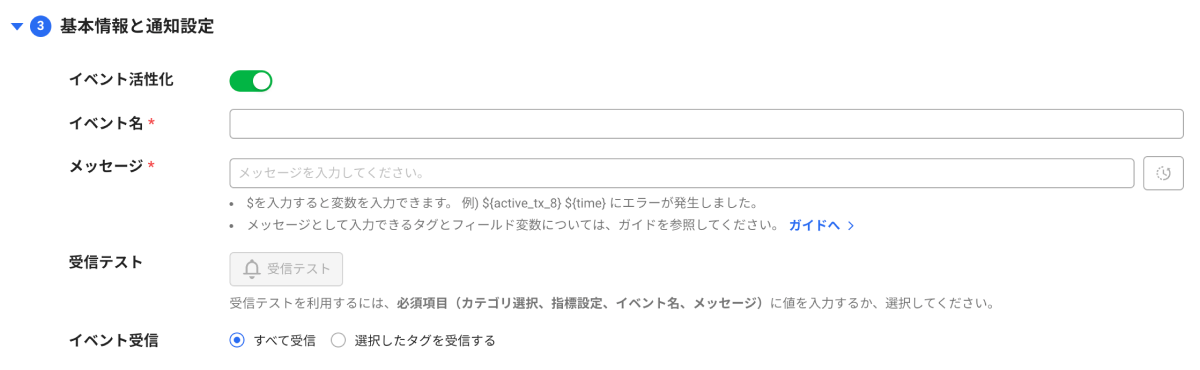 3 基本情報と通知設定
イベント活性化
イベント名 *
メッセージ * メッセージを入力してください。
• $を入力すると変数を入力できます。 例) ${active_tx_8} ${time} にエラーが発生しました。
• メッセージとして入力できるタグとフィールド変数については、ガイドを参照してください。 ガイドへ >
受信テスト 受信テスト
受信テストを利用するには、必須項目（カテゴリ選択、指標設定、イベント名、メッセージ）に値を入力するか、選択してください。
イベント受信 すべて受信 選択したタグを受信する